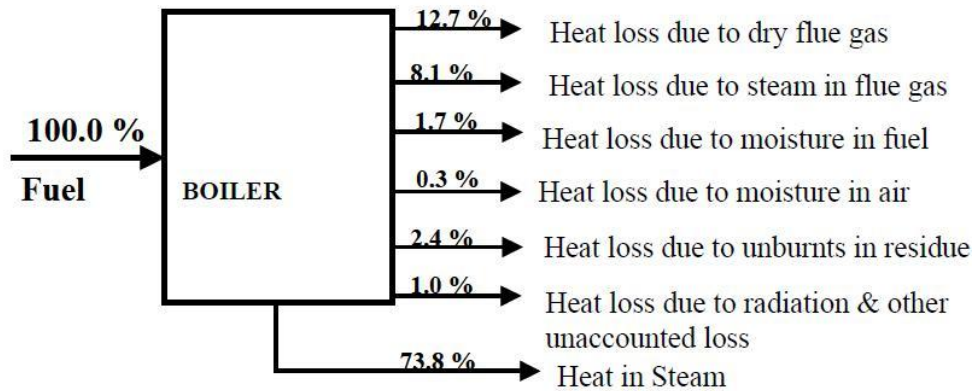 12.7 %
Heat loss due to dry flue gas
8.1 %
Heat loss due to steam in flue gas
100.0 %
1.7 %
Heat loss due to moisture in fuel
Fuel
BOILER
0.3 %
Heat loss due to moisture in air
2.4 %
Heat loss due to unburnts in residue
1.0 %
Heat loss due to radiation & other
unaccounted loss
73.8 %
Heat in Steam